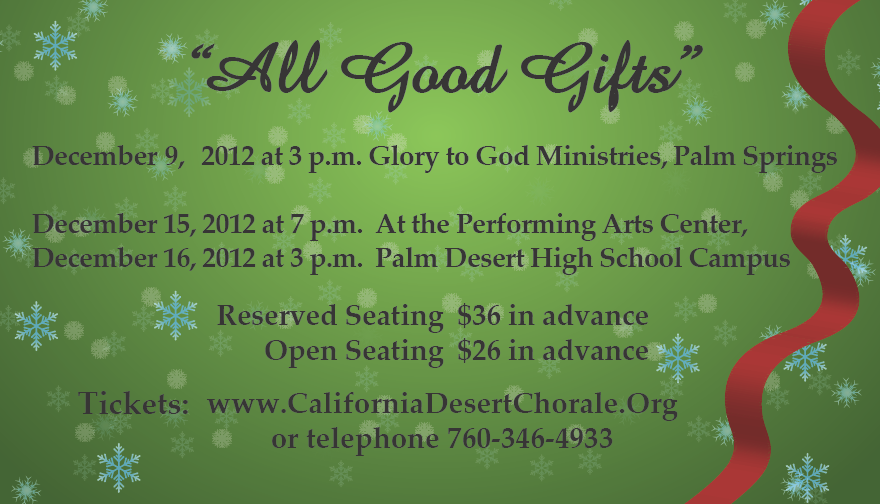 “All Good Gifts”
December 9, 2012 at 3 p.m. Glory to God Ministries, Palm Springs
December 15, 2012 at 7 p.m. At the Performing Arts Center,
December 16, 2012 at 3 p.m. Palm Desert High School Campus
Reserved Seating $36 in advance
Open Seating $26 in advance
Tickets: www.CaliforniaDesertChorale.Org
or telephone 760-346-4933